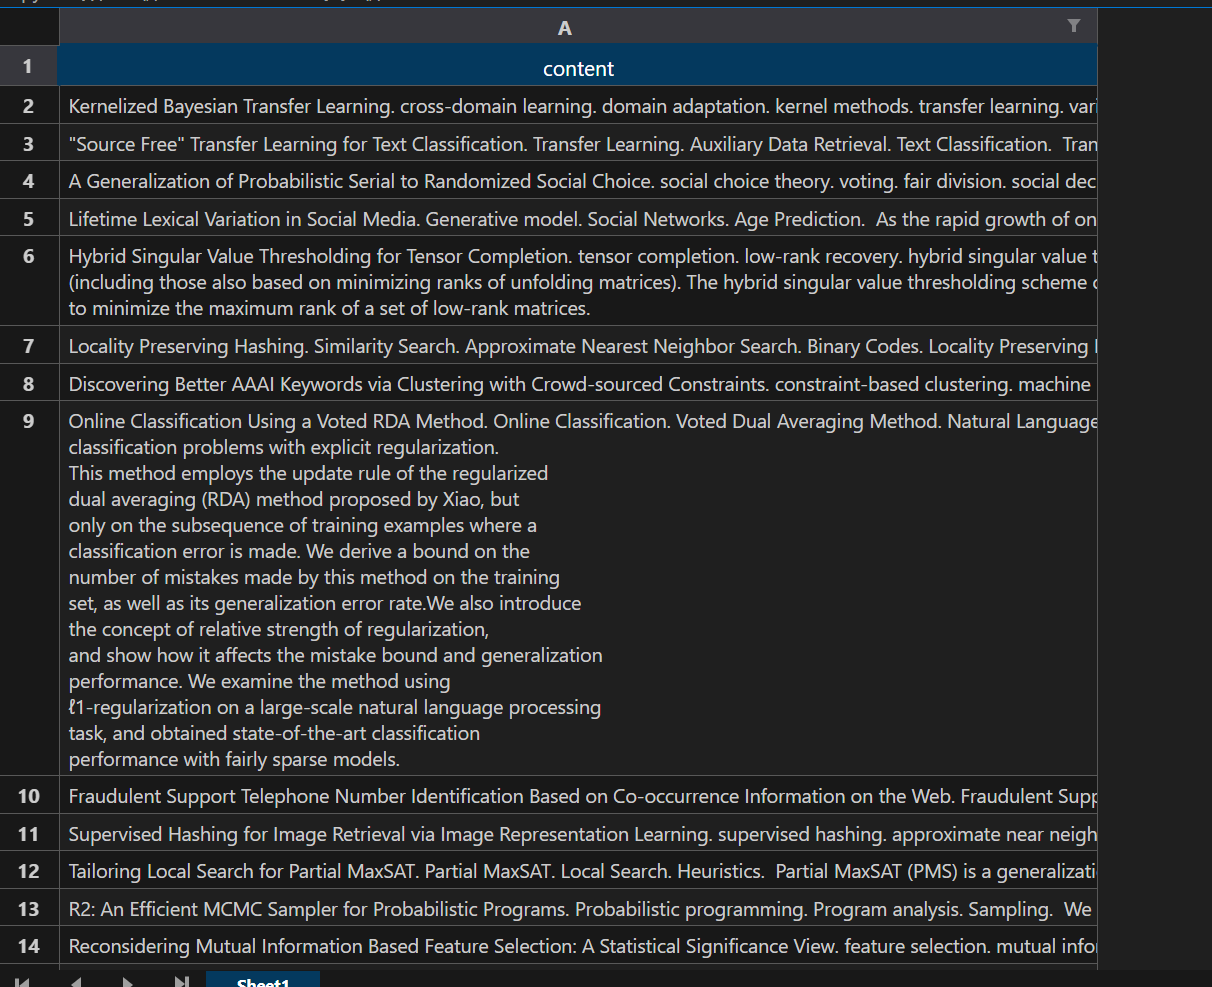 A
1
content
2
Kernelized Bayesian Transfer Learning. cross-domain learning. domain adaptation. kernel methods. transfer learning. vari
3
"Source Free" Transfer Learning for Text Classification. Transfer Learning. Auxiliary Data Retrieval. Text Classification.  Tran
4
A Generalization of Probabilistic Serial to Randomized Social Choice. social choice theory. voting. fair division. social dec
5
Lifetime Lexical Variation in Social Media. Generative model. Social Networks. Age Prediction.  As the rapid growth of on
6
Hybrid Singular Value Thresholding for Tensor Completion. tensor completion. low-rank recovery. hybrid singular value t
(including those also based on minimizing ranks of unfolding matrices). The hybrid singular value thresholding scheme
to minimize the maximum rank of a set of low-rank matrices.
7
Locality Preserving Hashing. Similarity Search. Approximate Nearest Neighbor Search. Binary Codes. Locality Preserving
8
Discovering Better AAAI Keywords via Clustering with Crowd-sourced Constraints. constraint-based clustering. machine
9
Online Classification Using a Voted RDA Method. Online Classification. Voted Dual Averaging Method. Natural Language
classification problems with explicit regularization.
This method employs the update rule of the regularized
dual averaging (RDA) method proposed by Xiao, but
only on the subsequence of training examples where a
classification error is made. We derive a bound on the
number of mistakes made by this method on the training
set, as well as its generalization error rate.We also introduce
the concept of relative strength of regularization,
and show how it affects the mistake bound and generalization
performance. We examine the method using
ℓ1-regularization on a large-scale natural language processing
task, and obtained state-of-the-art classification
performance with fairly sparse models.
10
Fraudulent Support Telephone Number Identification Based on Co-occurrence Information on the Web. Fraudulent Supp
11
Supervised Hashing for Image Retrieval via Image Representation Learning. supervised hashing. approximate near neigh
12
Tailoring Local Search for Partial MaxSAT. Partial MaxSAT. Local Search. Heuristics.  Partial MaxSAT (PMS) is a generalizati
13
R2: An Efficient MCMC Sampler for Probabilistic Programs. Probabilistic programming. Program analysis. Sampling.  We
14
Reconsidering Mutual Information Based Feature Selection: A Statistical Significance View. feature selection. mutual infor
Sheet1